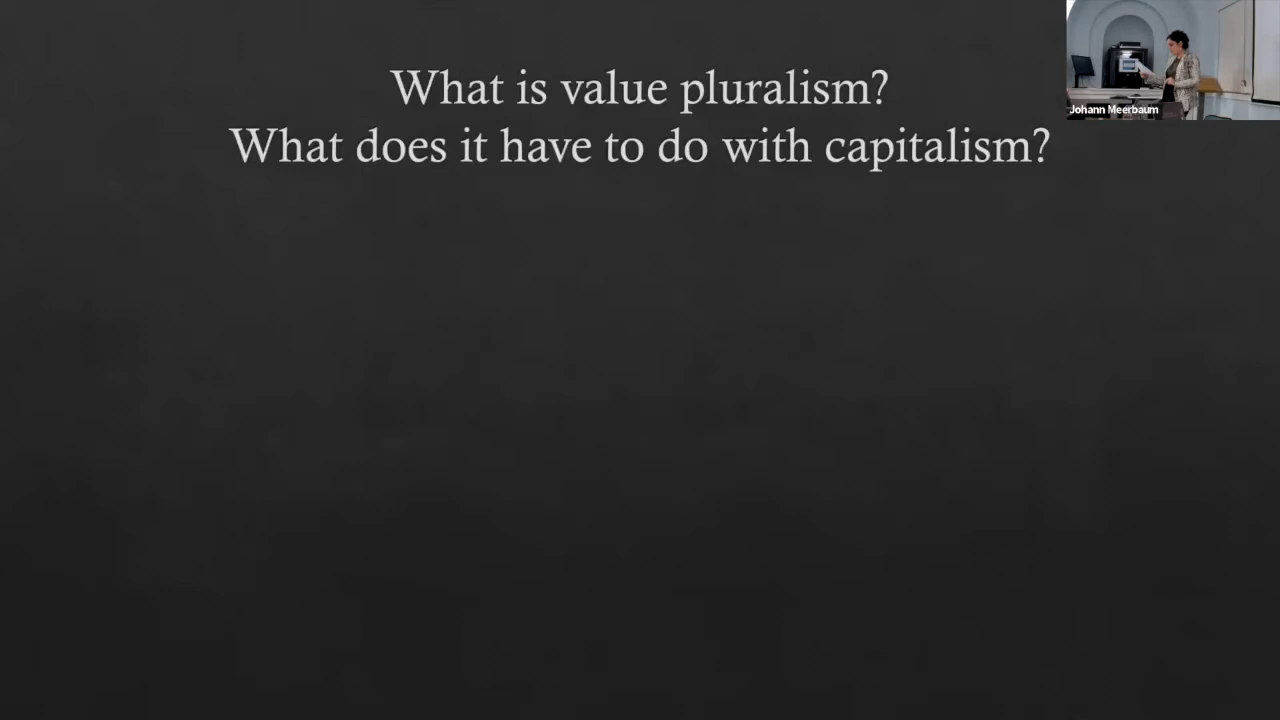 What is value pluralism?
What does it have to do with capitalism?
Johann Meerbaum